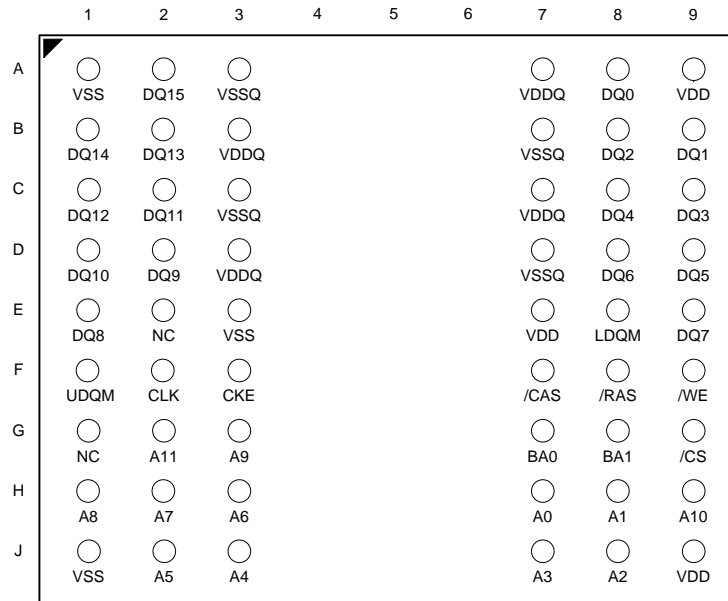 1 2 3 4 5 6 7 8 9
A
VSS DQ15 VSSQ VDDQ DQ0 VDD
B
DQ14 DQ13 VDDQ VSSQ DQ2 DQ1
C
DQ12 DQ11 VSSQ VDDQ DQ4 DQ3
D
DQ10 DQ9 VDDQ VSSQ DQ6 DQ5
E
DQ8 NC VSS VDD LDQM DQ7
F
UDQM CLK CKE /CAS /RAS /WE
G
NC A11 A9 BA0 BA1 /CS
H
A8 A7 A6 A0 A1 A10
J
VSS A5 A4 A3 A2 VDD